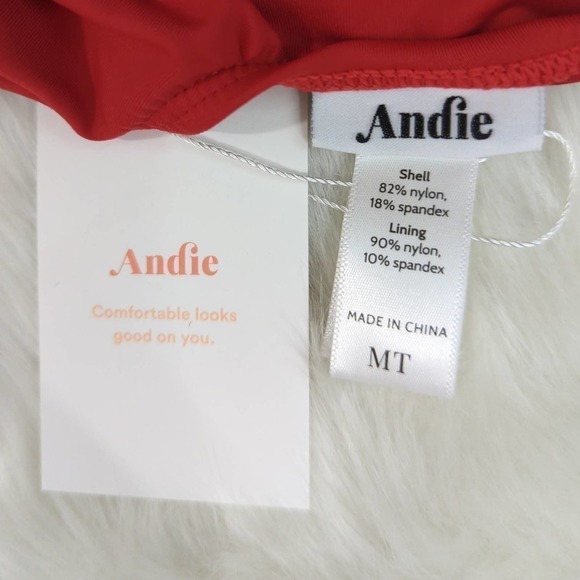 Andie
Comfortable looks
good on you.
Andie
Shell
82% nylon,
18% spandex
Lining
90% nylon,
10% spandex
MADE IN CHINA
MT